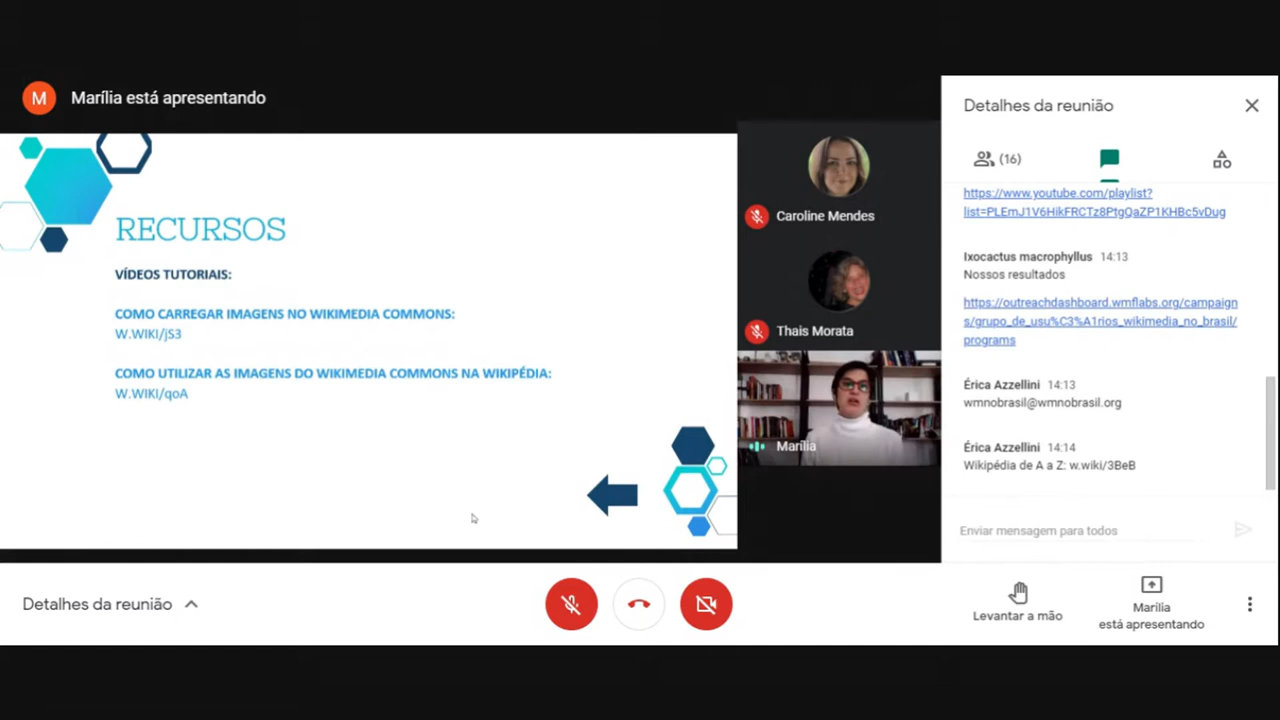 M
Marília está apresentando
RECURSOS
VÍDEOS TUTORIAIS:
COMO CARREGAR IMAGENS NO WIKIMEDIA COMMONS:
W.WIKI/jS3
COMO UTILIZAR AS IMAGENS DO WIKIMEDIA COMMONS NA WIKIPÉDIA:
W.WIKI/qoA
Caroline Mendes
Thais Morata
Marília
Detalhes da reunião
(16)
https://www.youtube.com/playlist?
list=PLEmJ1V6HikFRCTz8PtgQaZP1KHBc5vDug
Ixocactus macrophyllus 14:13
Nossos resultados
https://outreachdashboard.wmflabs.org/campaign
s/grupo_de_usu%C3%A1rios_wikimedia_no_brasil/
programs
Érica Azzellini 14:13
wmnobrasil@wmnobrasil.org
Érica Azzellini 14:14
Wikipédia de A a Z: w.wiki/3BeB
Enviar mensagem para todos
Detalhes da reunião
Levantar a mão
Marília
está apresentando